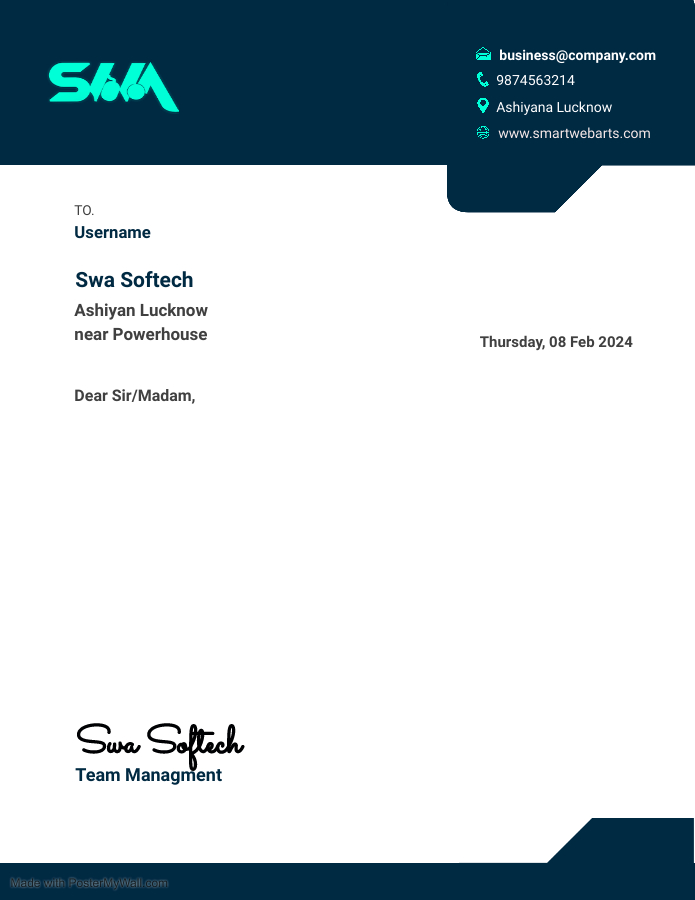 SWA
business@company.com
9874563214
Ashiyana Lucknow
www.smartwebarts.com
TO.
Username
Swa Softech
Ashiyan Lucknow
near Powerhouse
Thursday, 08 Feb 2024
Dear Sir/Madam,
Swa Softech
Team Managment
Made with PosterMyWall.com